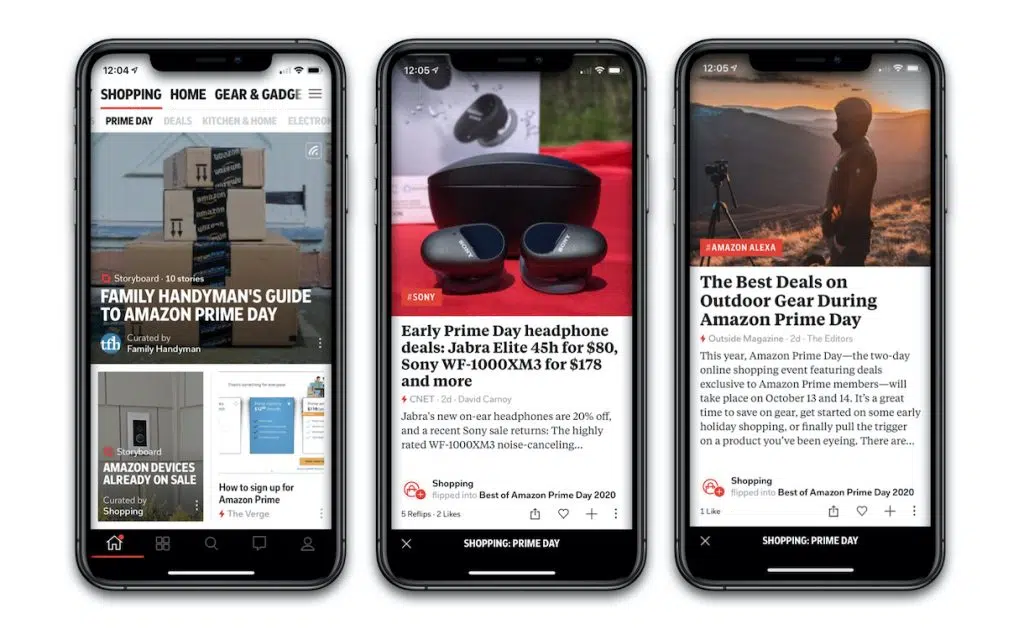 12:04
SHOPPING HOME GEAR & GADGE
PRIME DAY DEALS KITCHEN & HOME ELECTRON
amazon
amazon
amazon
Storyboard · 10 stories
FAMILY HANDYMAN'S GUIDE
TO AMAZON PRIME DAY
tfh
Curated by
Family Handyman
Storyboard
AMAZON DEVICES
ALREADY ON SALE
Curated by
Shopping
There's something for everyone.
How to sign up for
Amazon Prime
The Verge
12:05
SONY
SONY
#SONY
Early Prime Day headphone
deals: Jabra Elite 45h for $80,
Sony WF-1000XM3 for $178
and more
CNET · 2d · David Carnoy
Jabra's new on-ear headphones are 20% off,
and a recent Sony sale returns: The highly
rated WF-1000XM3 noise-canceling...
Shopping
flipped into Best of Amazon Prime Day 2020
5 Reflips · 2 Likes
SHOPPING: PRIME DAY
12:05
#AMAZON ALEXA
The Best Deals on
Outdoor Gear During
Amazon Prime Day
Outside Magazine · 2d · The Editors
This year, Amazon Prime Day—the two-day
online shopping event featuring deals
exclusive to Amazon Prime members—will
take place on October 13 and 14. It's a great
time to save on gear, get started on some early
holiday shopping, or finally pull the trigger
on a product you've been eyeing. There are...
Shopping
flipped into Best of Amazon Prime Day 2020
1 Like
SHOPPING: PRIME DAY